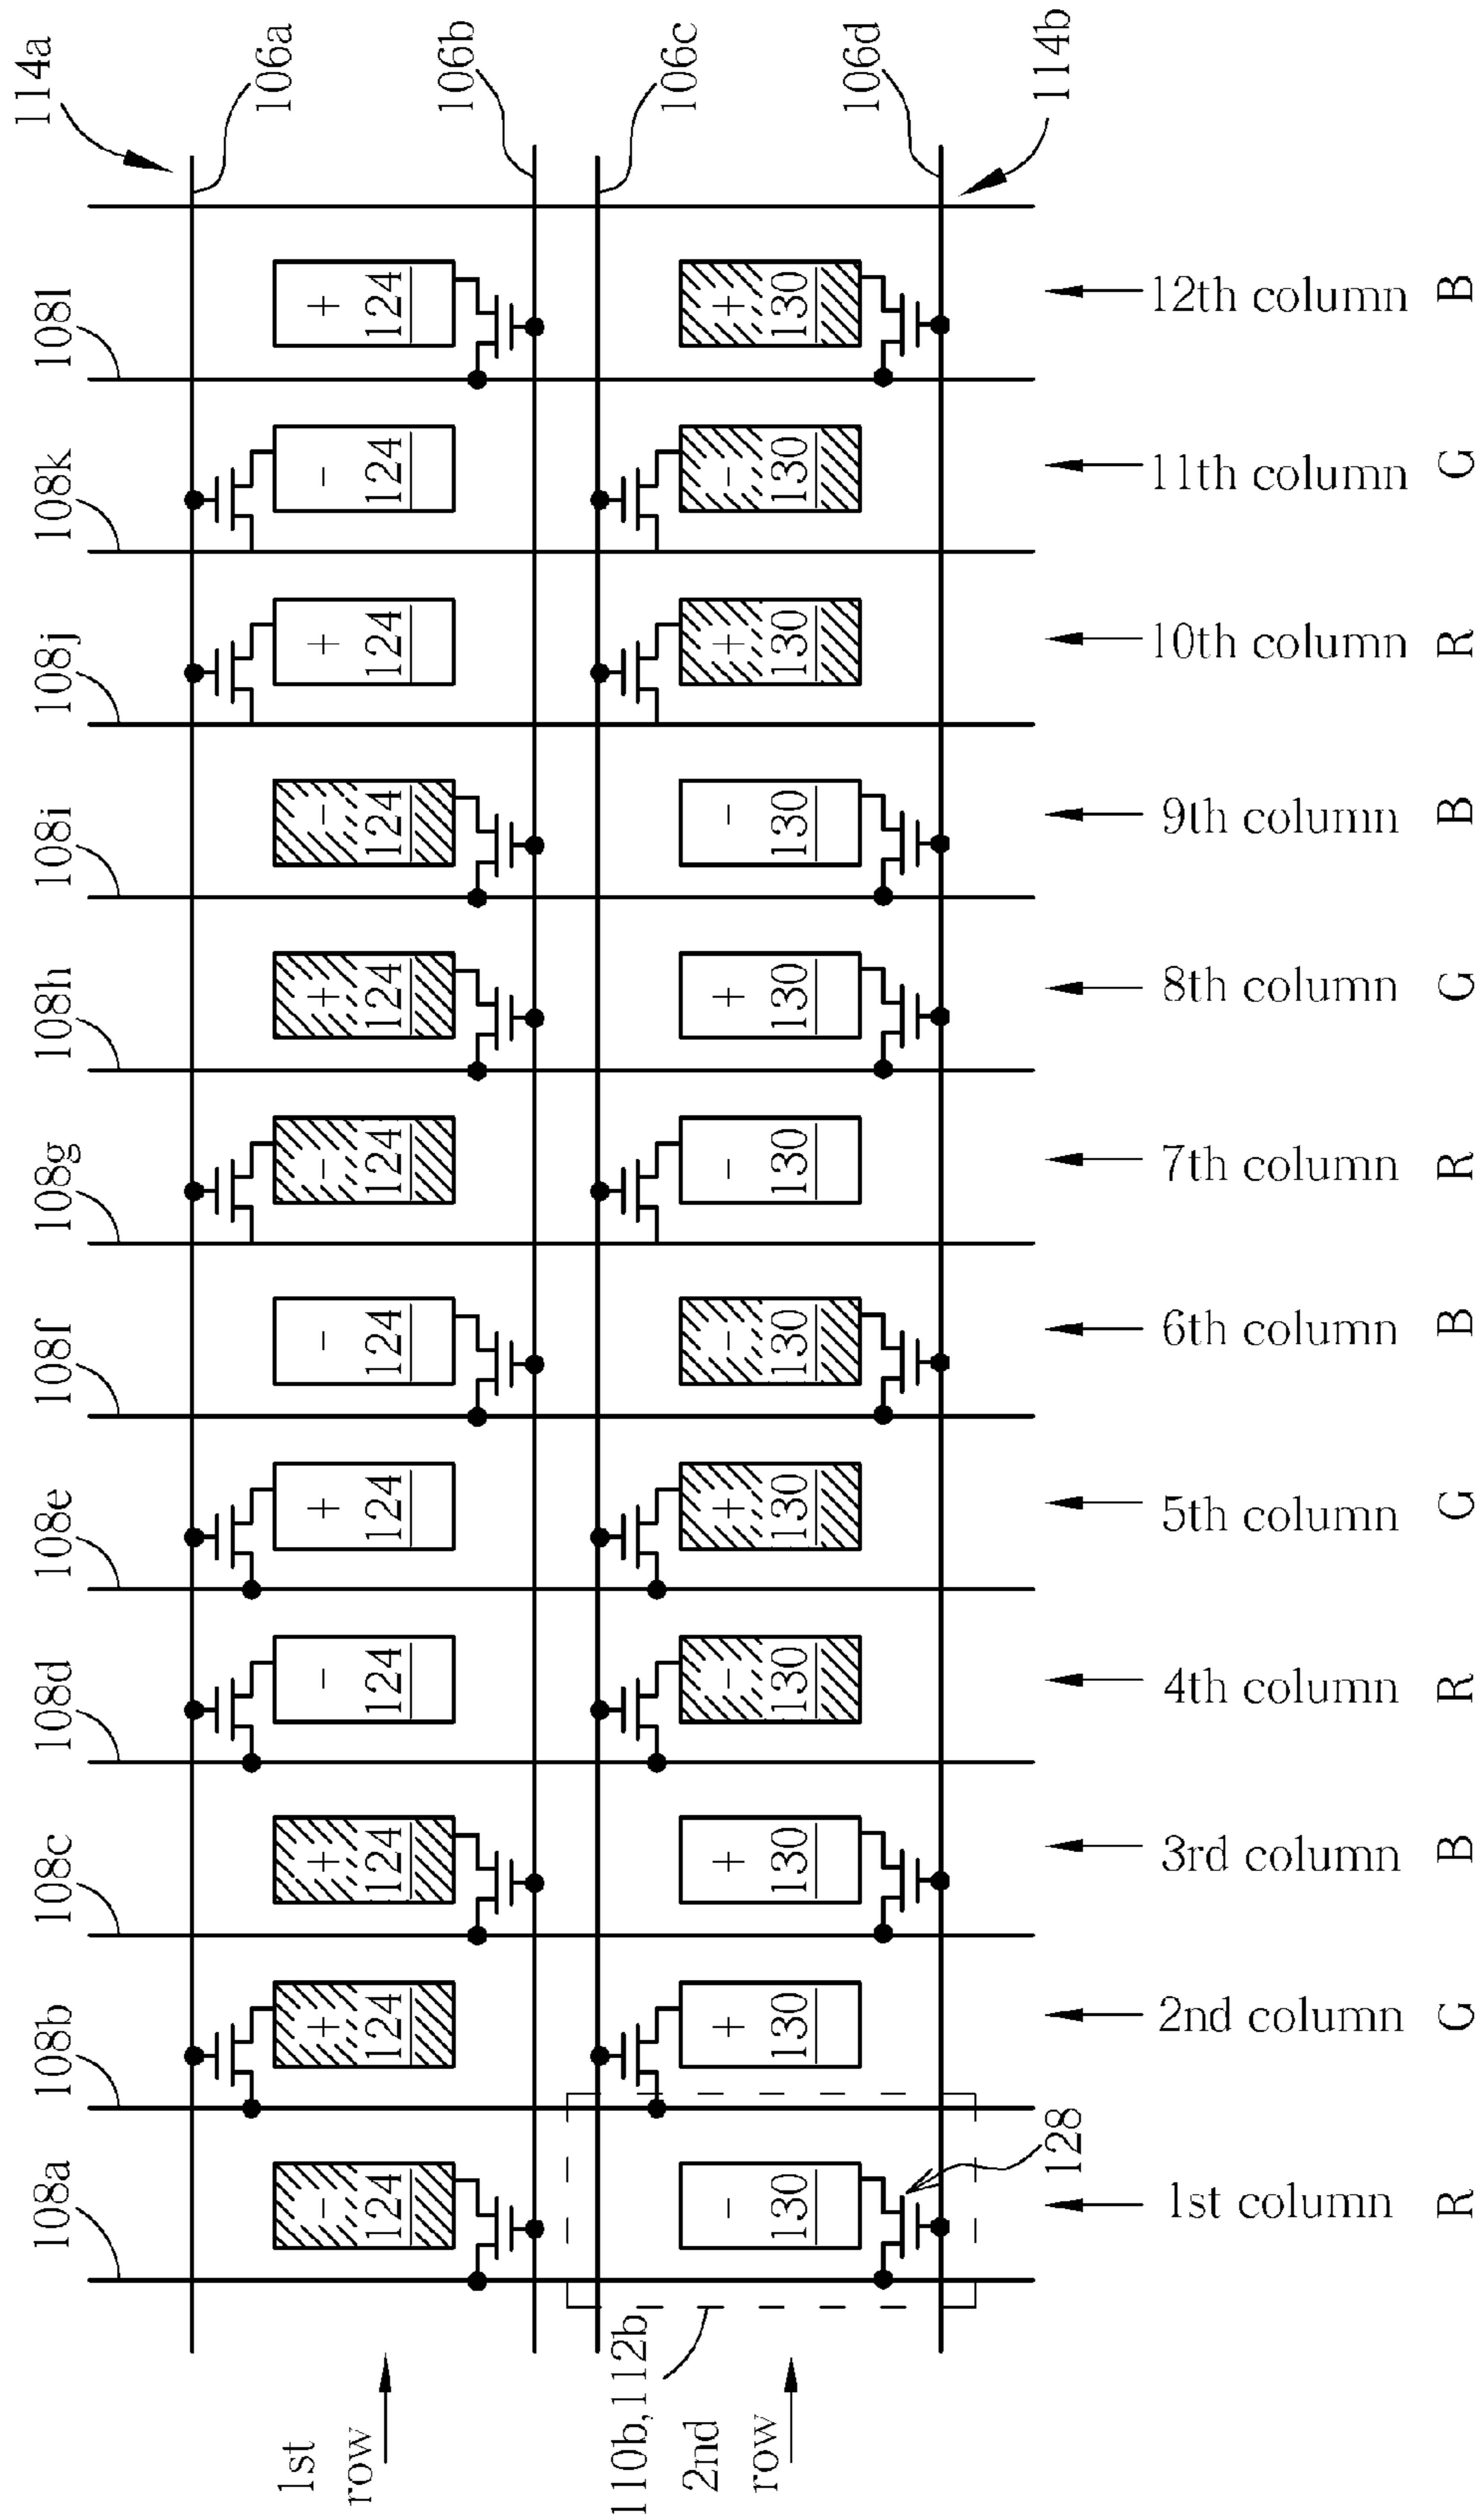 108a 108b 108c 108d 108e 108f 108g 108h 108i 108j 108k 108l
114a
106a
1st
row
- + + - + - - + - + - +
124 124 124 124 124 124 124 124 124 124 124 124
106b
110b,112b
106c
2nd
row
- + + - + - - + - + - +
130 130 130 130 130 130 130 130 130 130 130 130
106d
128
114b
1st column 2nd column 3rd column 4th column 5th column 6th column 7th column 8th column 9th column 10th column 11th column 12th column
R G B R G B R G B R G B